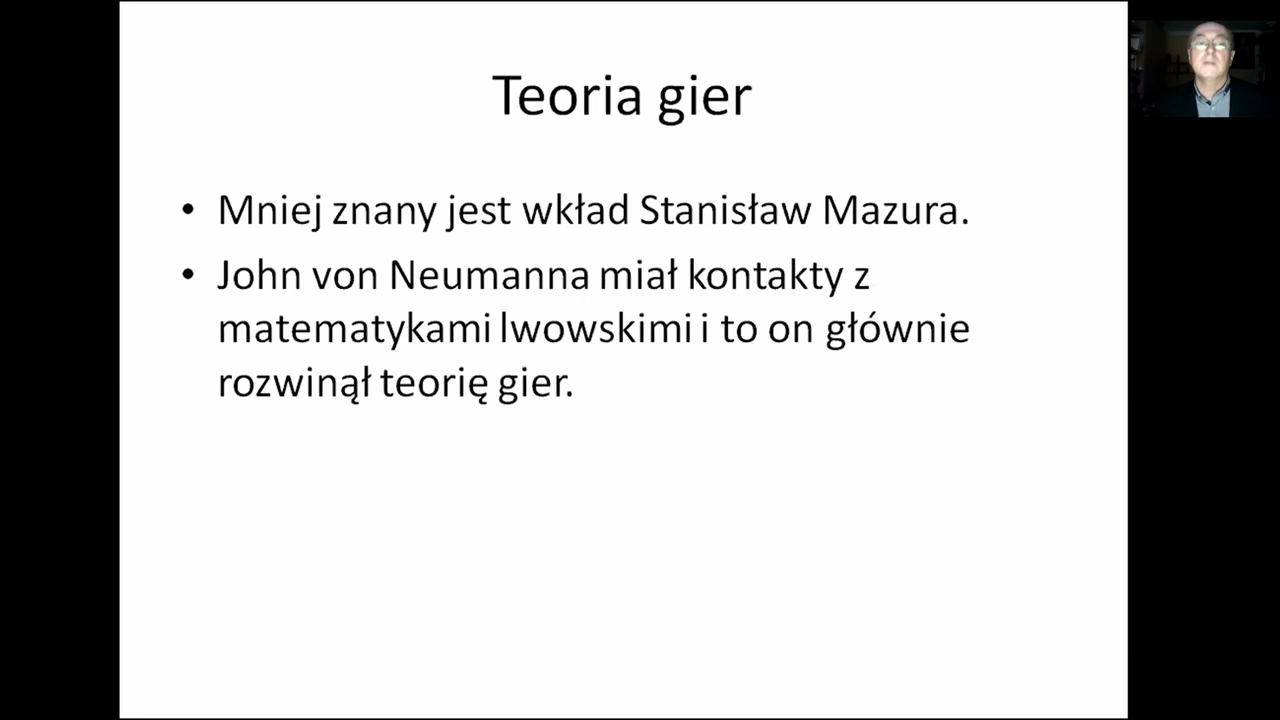 Teoria gier
• Mniej znany jest wkład Stanisław Mazura.
• John von Neumanna miał kontakty z
matematykami lwowskimi i to on głównie
rozwinął teorię gier.